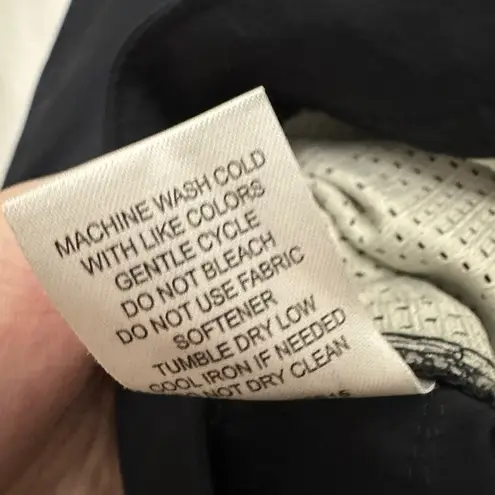 MACHINE WASH COLD
WITH LIKE COLORS
GENTLE CYCLE
DO NOT BLEACH
DO NOT USE FABRIC
SOFTENER
TUMBLE DRY LOW
COOL IRON IF NEEDED
DO NOT DRY CLEAN